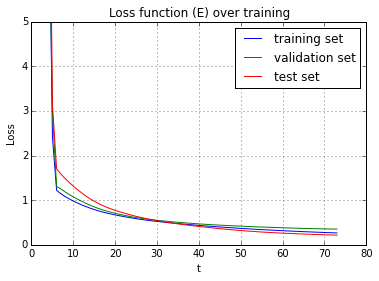 Loss function (E) over training
5
4
3
2
1
0
Loss
training set
validation set
test set
0 10 20 30 40 50 60 70 80
t